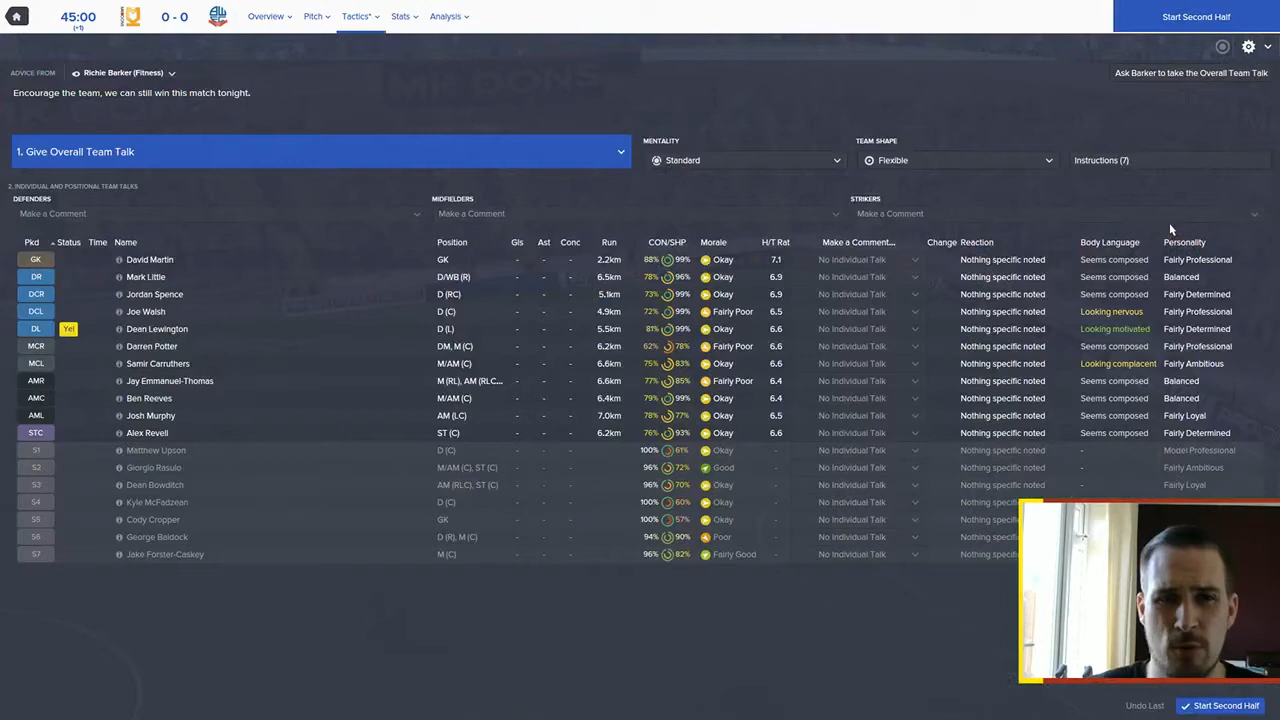 45:00
(+1)
0 - 0
Overview
Pitch
Tactics*
Stats
Analysis
Start Second Half
ADVICE FROM
Richie Barker (Fitness)
Ask Barker to take the Overall Team Talk
Encourage the team, we can still win this match tonight.
MENTALITY
TEAM SHAPE
1. Give Overall Team Talk
Standard
Flexible
Instructions (7)
2. INDIVIDUAL AND POSITIONAL TEAM TALKS
DEFENDERS
MIDFIELDERS
STRIKERS
Make a Comment
Make a Comment
Make a Comment
Pkd Status Time Name Position Gls Ast Conc Run CON/SHP Morale H/T Rat Make a Comment... Change Reaction Body Language Personality
GK David Martin GK - - - 2.2km 88% 99% Okay 7.1 No Individual Talk Nothing specific noted Seems composed Fairly Professional
DR Mark Little D/WB (R) - - - 6.5km 78% 96% Okay 6.9 No Individual Talk Nothing specific noted Seems composed Balanced
DCR Jordan Spence D (RC) - - - 5.1km 73% 99% Okay 6.9 No Individual Talk Nothing specific noted Seems composed Fairly Determined
DCL Joe Walsh D (C) - - - 4.9km 72% 99% Fairly Poor 6.5 No Individual Talk Nothing specific noted Looking nervous Fairly Professional
DL Yel Dean Lewington D (L) - - - 5.5km 81% 99% Okay 6.6 No Individual Talk Nothing specific noted Looking motivated Fairly Determined
MCR Darren Potter DM, M (C) - - - 6.2km 62% 78% Fairly Poor 6.6 No Individual Talk Nothing specific noted Seems composed Fairly Professional
MCL Samir Carruthers M/AM (C) - - - 6.6km 75% 83% Okay 6.6 No Individual Talk Nothing specific noted Looking complacent Fairly Ambitious
AMR Jay Emmanuel-Thomas M (RL), AM (RLC... - - - 6.6km 77% 85% Fairly Poor 6.4 No Individual Talk Nothing specific noted Seems composed Balanced
AMC Ben Reeves M/AM (C) - - - 6.4km 79% 99% Okay 6.4 No Individual Talk Nothing specific noted Seems composed Balanced
AML Josh Murphy AM (LC) - - - 7.0km 78% 77% Okay 6.5 No Individual Talk Nothing specific noted Seems composed Fairly Loyal
STC Alex Revell ST (C) - - - 6.2km 76% 93% Okay 6.6 No Individual Talk Nothing specific noted Seems composed Fairly Determined
S1 Matthew Upson D (C) - - - 100% 61% Okay - No Individual Talk Nothing specific noted - Model Professional
S2 Giorgio Rasulo M/AM (C), ST (C) - - - 96% 72% Good - No Individual Talk Nothing specific noted - Fairly Ambitious
S3 Dean Bowditch AM (RLC), ST (C) - - - 96% 70% Okay - No Individual Talk Nothing specific noted - Fairly Loyal
S4 Kyle McFadzean D (C) - - - 100% 60% Okay - No Individual Talk Nothing specific noted
S5 Cody Cropper GK - - - 100% 57% Okay - No Individual Talk Nothing specific
S6 George Baldock D (R), M (C) - - - 94% 90% Poor - No Individual Talk Nothing specific
S7 Jake Forster-Caskey M (C) - - - 96% 82% Fairly Good - No Individual Talk Nothing specific
Undo Last
Start Second Half